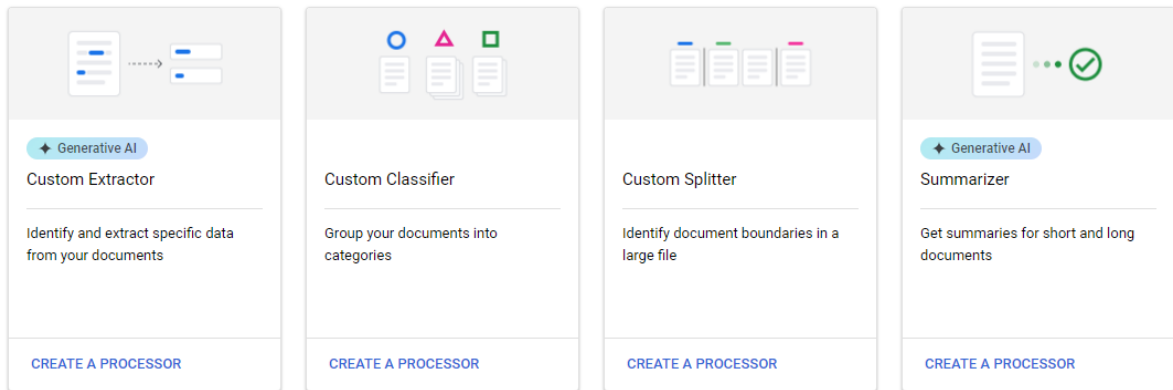 Generative AI
Custom Extractor
Identify and extract specific data
from your documents
CREATE A PROCESSOR
Custom Classifier
Group your documents into
categories
CREATE A PROCESSOR
Custom Splitter
Identify document boundaries in a
large file
CREATE A PROCESSOR
Generative AI
Summarizer
Get summaries for short and long
documents
CREATE A PROCESSOR